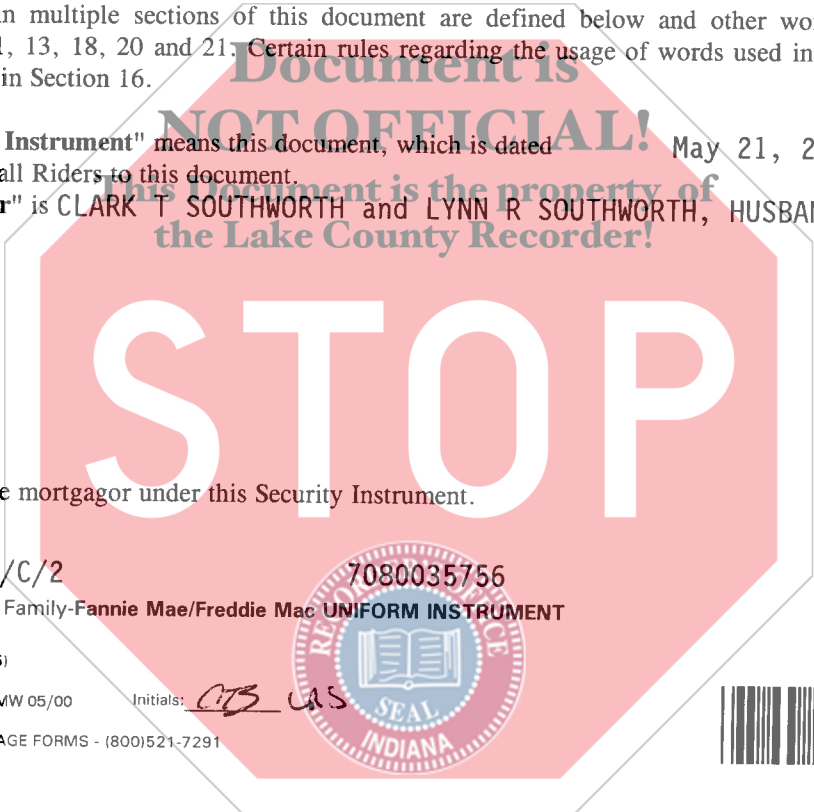 in multiple sections of this document are defined below and other wo
, 13, 18, 20 and 21. Certain rules regarding the usage of words used in
in Section 16.
Document is
NOT OFFICIAL!
Instrument" means this document, which is dated May 21, 2
all Riders to this document.
This Document is the property of
r" is CLARK T SOUTHWORTH and LYNN R SOUTHWORTH, HUSBAN
the Lake County Recorder!
STOP
e mortgagor under this Security Instrument.
/C/2 7080035756
Family-Fannie Mae/Freddie Mac UNIFORM INSTRUMENT
MW 05/00 Initials:
AGE FORMS - (800)521-7291
SEAL
INDIANA